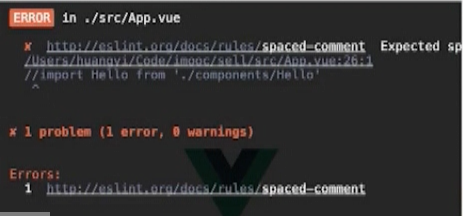 ERROR in ./src/App.vue
✘ http://eslint.org/docs/rules/spaced-comment Expected sp
/Users/huangyi/Code/imooc/sell/src/App.vue:26:1
//import Hello from './components/Hello'
^
✘ 1 problem (1 error, 0 warnings)
Errors:
1 http://eslint.org/docs/rules/spaced-comment